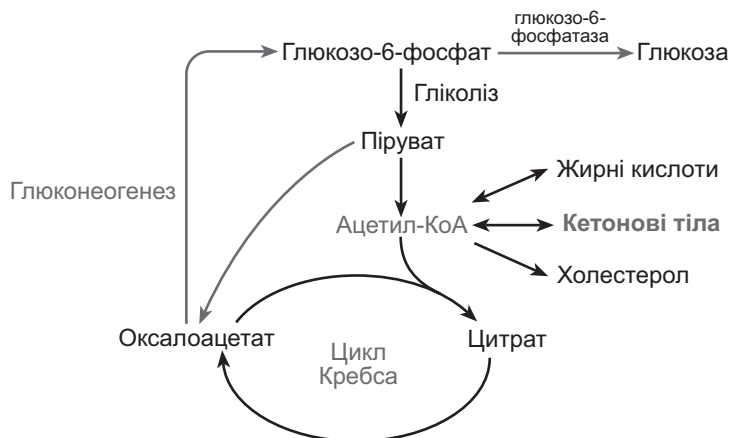 глюкозо-6-
фосфатаза
Глюкозо-6-фосфат
Глюкоза
Гліколіз
Піруват
Жирні кислоти
Глюконеогенез
Ацетил-КоА
Кетонові тіла
Холестерол
Оксалоацетат
Цитрат
Цикл
Кребса